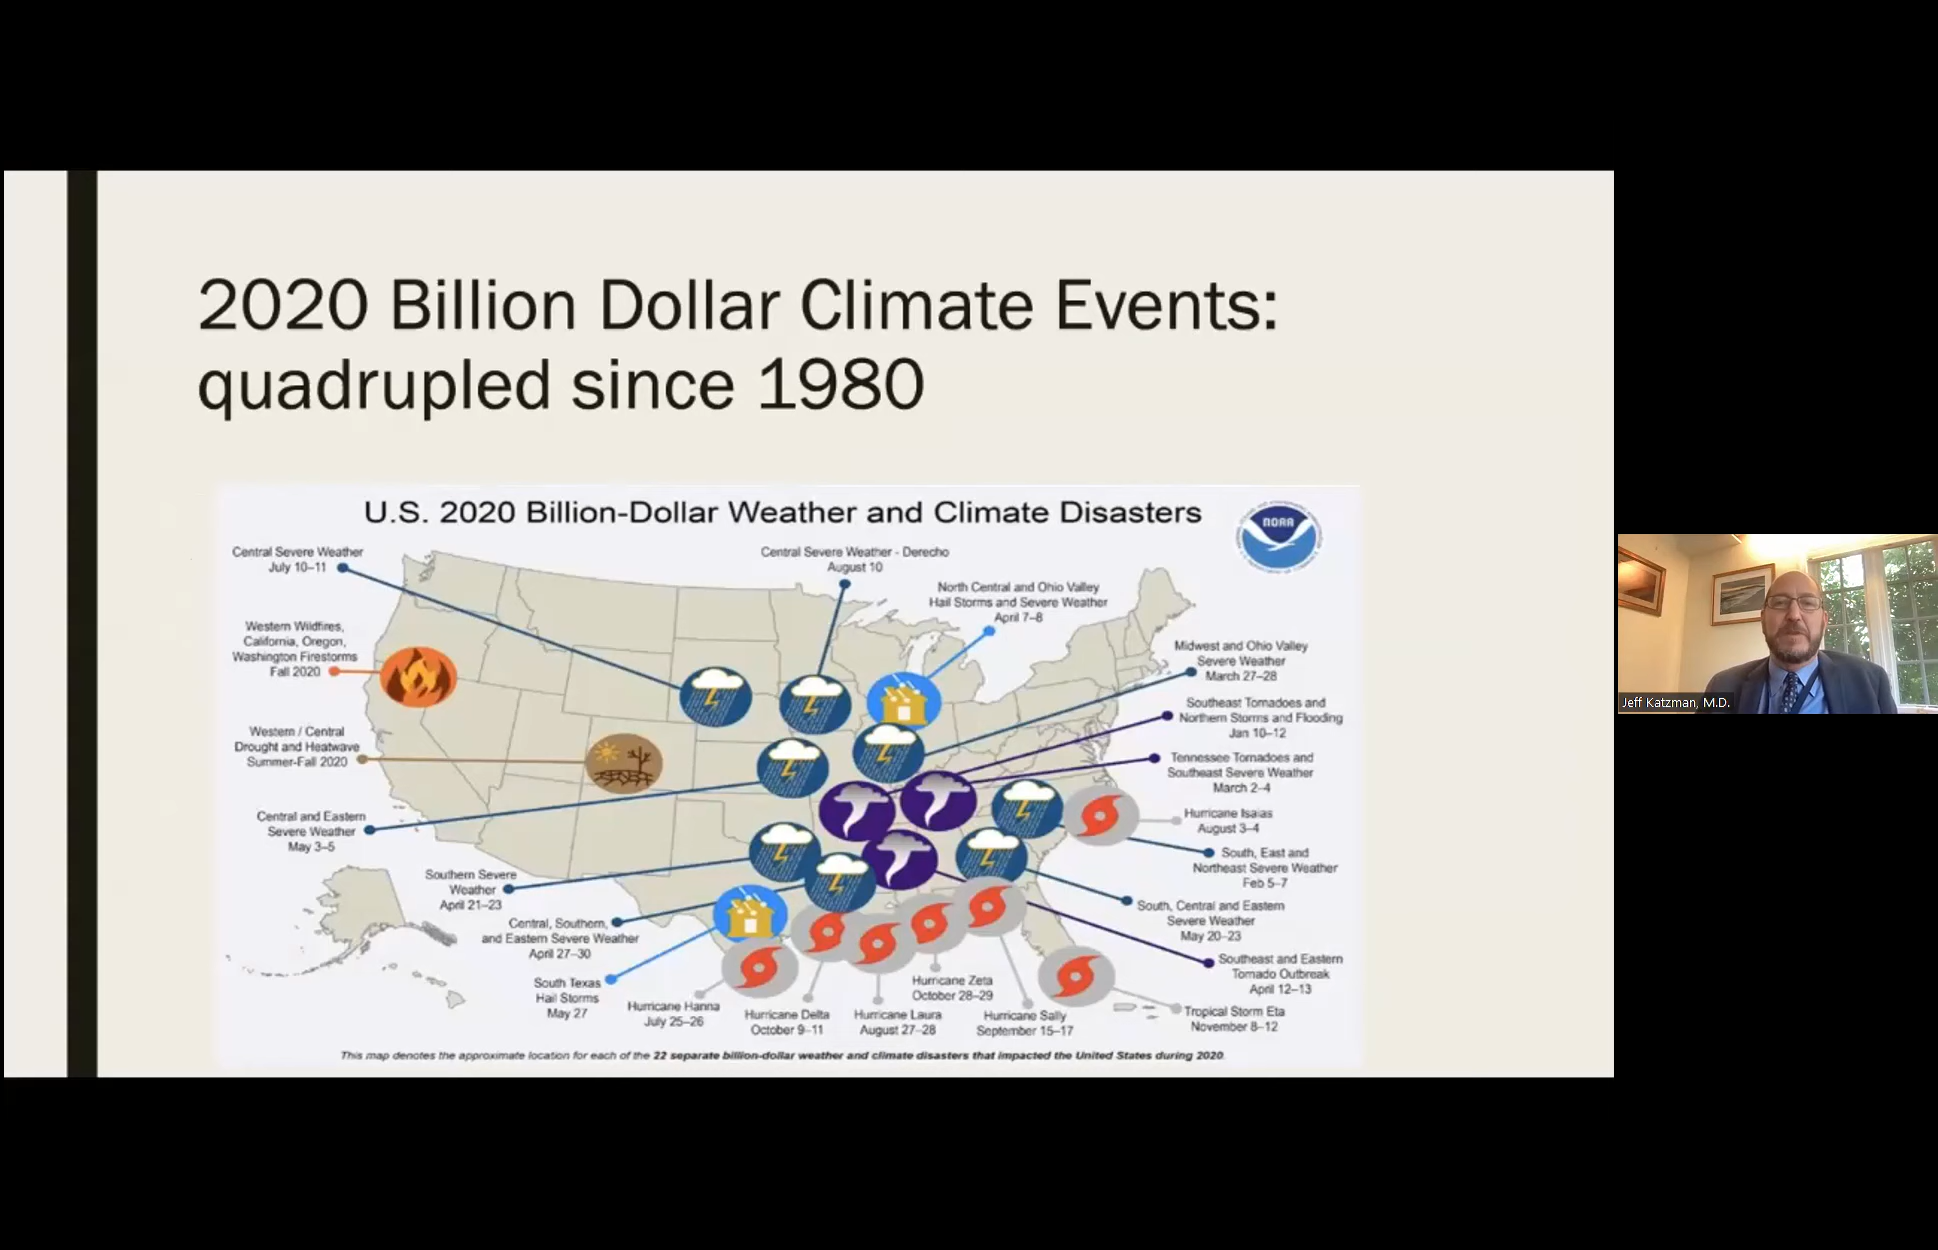 2020 Billion Dollar Climate Events:
quadrupled since 1980
U.S. 2020 Billion-Dollar Weather and Climate Disasters
NOAA
Central Severe Weather
July 10–11
Central Severe Weather - Derecho
August 10
North Central and Ohio Valley
Hail Storms and Severe Weather
April 7–8
Western Wildfires,
California, Oregon,
Washington Firestorms
Fall 2020
Midwest and Ohio Valley
Severe Weather
March 27–28
Southeast Tornadoes and
Northern Storms and Flooding
Jan 10–12
Western / Central
Drought and Heatwave
Summer-Fall 2020
Tennessee Tornadoes and
Southeast Severe Weather
March 2–4
Central and Eastern
Severe Weather
May 3–5
Hurricane Isaias
August 3–4
South, East and
Northeast Severe Weather
Feb 5–7
Southern Severe
Weather
April 21–23
South, Central and Eastern
Severe Weather
May 20–23
Central, Southern,
and Eastern Severe Weather
April 27–30
Southeast and Eastern
Tornado Outbreak
April 12–13
South Texas
Hail Storms
May 27
Hurricane Hanna
July 25–26
Hurricane Delta
October 9–11
Hurricane Laura
August 27–28
Hurricane Zeta
October 28–29
Hurricane Sally
September 15–17
Tropical Storm Eta
November 8–12
This map denotes the approximate location for each of the 22 separate billion-dollar weather and climate disasters that impacted the United States during 2020.
Jeff Katzman, M.D.